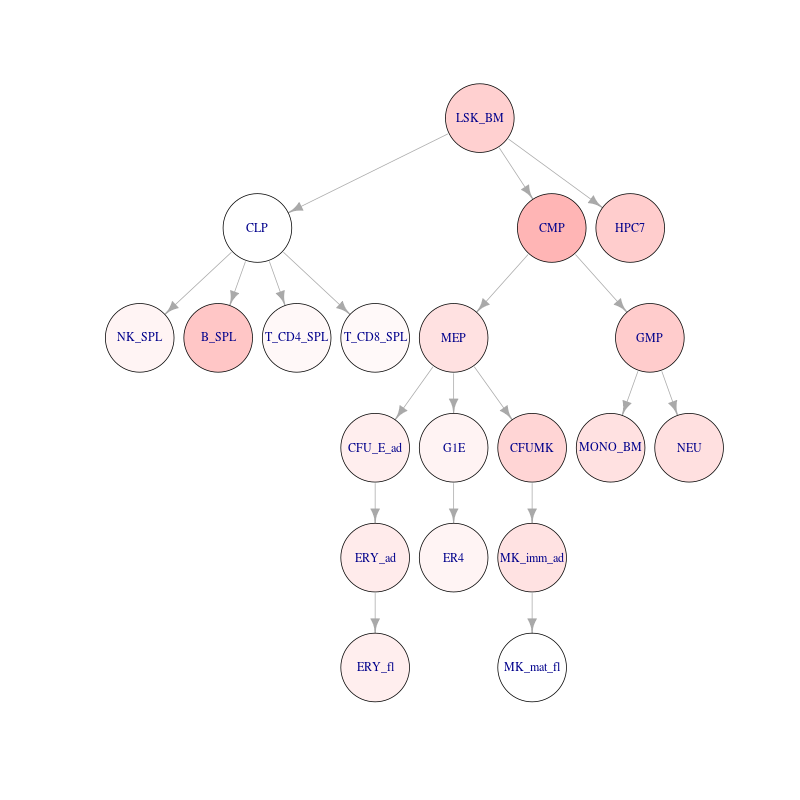 LSK_BM
CLP
CMP
HPC7
NK_SPL
B_SPL
T_CD4_SPL
T_CD8_SPL
MEP
GMP
CFU_E_ad
G1E
CFUMK
MONO_BM
NEU
ERY_ad
ER4
MK_imm_ad
ERY_fl
MK_mat_fl